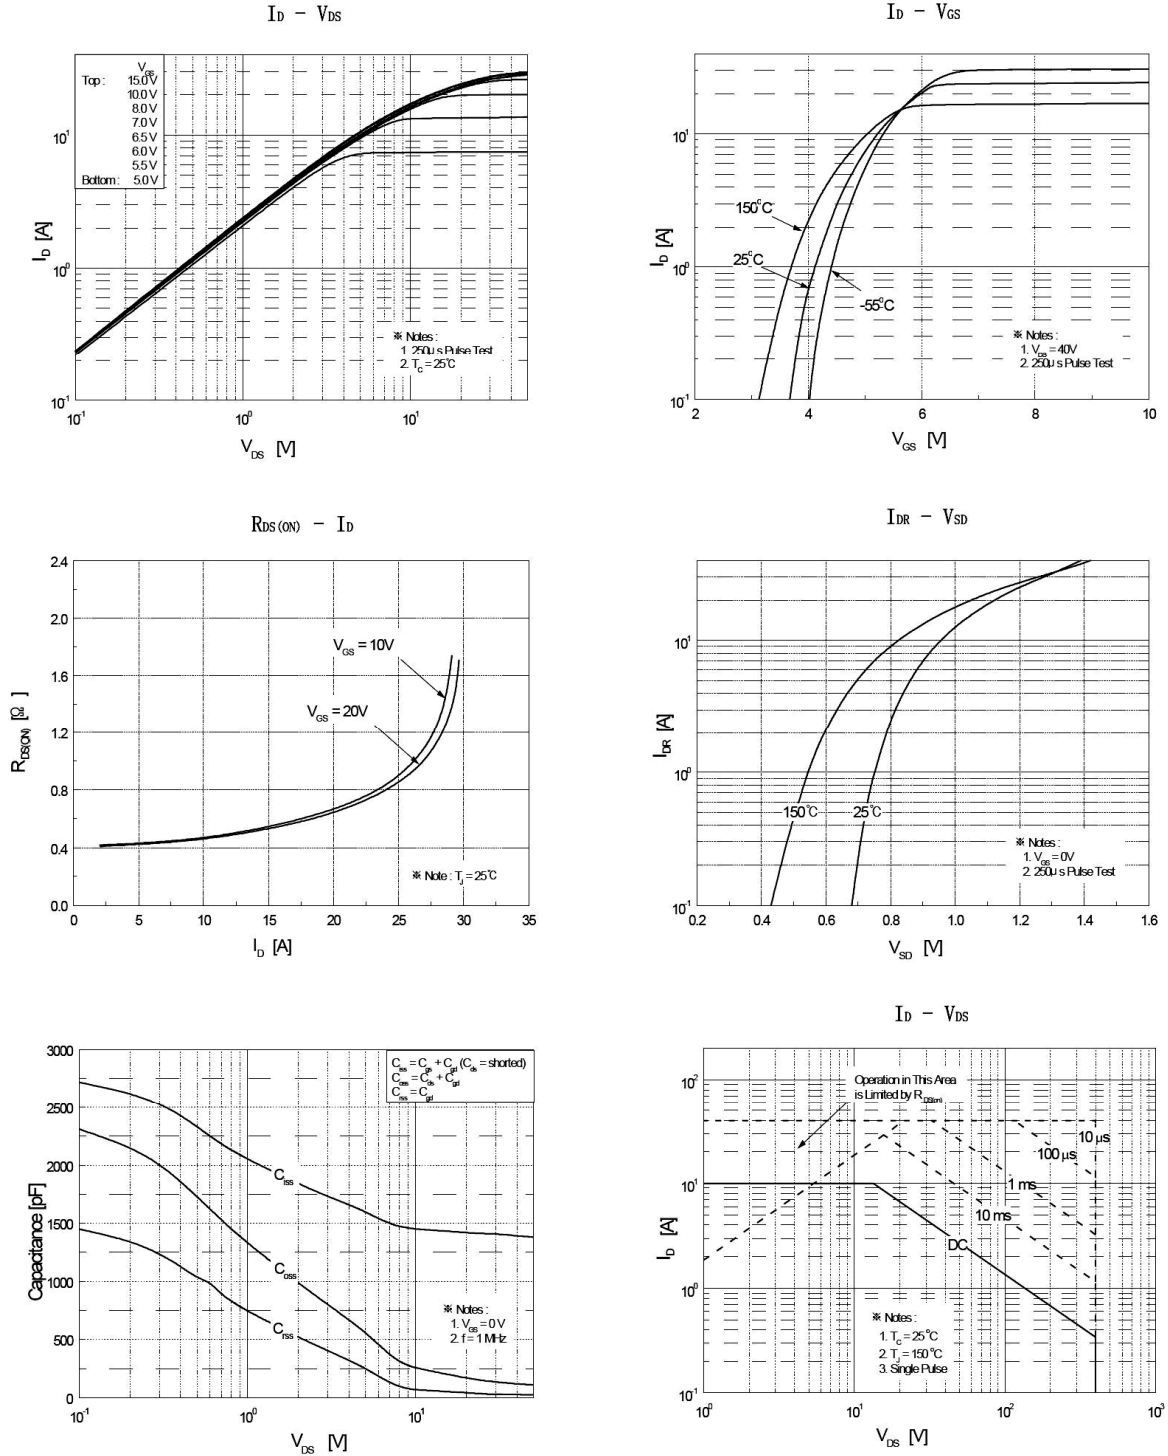 ID - VDS
ID - VGS
VGS
Top : 15.0 V
10.0 V
8.0 V
7.0 V
6.5 V
6.0 V
5.5 V
Bottom : 5.0 V
10¹
10⁰
10⁻¹
ID [A]
※ Notes :
1. 250μ s Pulse Test
2. TC = 25℃
10⁻¹ 10⁰ 10¹
VDS [V]
10¹
10⁰
10⁻¹
ID [A]
150℃
25℃
-55℃
※ Notes :
1. VDS = 40V
2. 250μ s Pulse Test
2 4 6 8 10
VGS [V]
RDS(ON) - ID
IDR - VSD
2.4
2.0
1.6
1.2
0.8
0.4
0.0
RDS(ON) [Ω]
VGS = 10V
VGS = 20V
※ Note : TJ = 25℃
0 5 10 15 20 25 30 35
ID [A]
10¹
10⁰
10⁻¹
IDR [A]
150℃ 25℃
※ Notes :
1. VGS = 0V
2. 250μ s Pulse Test
0.2 0.4 0.6 0.8 1.0 1.2 1.4 1.6
VSD [V]
ID - VDS
3000
2500
2000
1500
1000
500
0
Capacitance [pF]
Ciss = Cgs + Cgd (Cds = shorted)
Coss = Cds + Cgd
Crss = Cgd
Ciss
Coss
Crss
※ Notes :
1. VGS = 0 V
2. f = 1 MHz
10⁻¹ 10⁰ 10¹
VDS [V]
10²
10¹
10⁰
10⁻¹
ID [A]
Operation in This Area
is Limited by R DS(on)
10 μs
100 μs
1 ms
10 ms
DC
※ Notes :
1. TC = 25 ℃
2. TJ = 150 ℃
3. Single Pulse
10⁰ 10¹ 10² 10³
VDS [V]